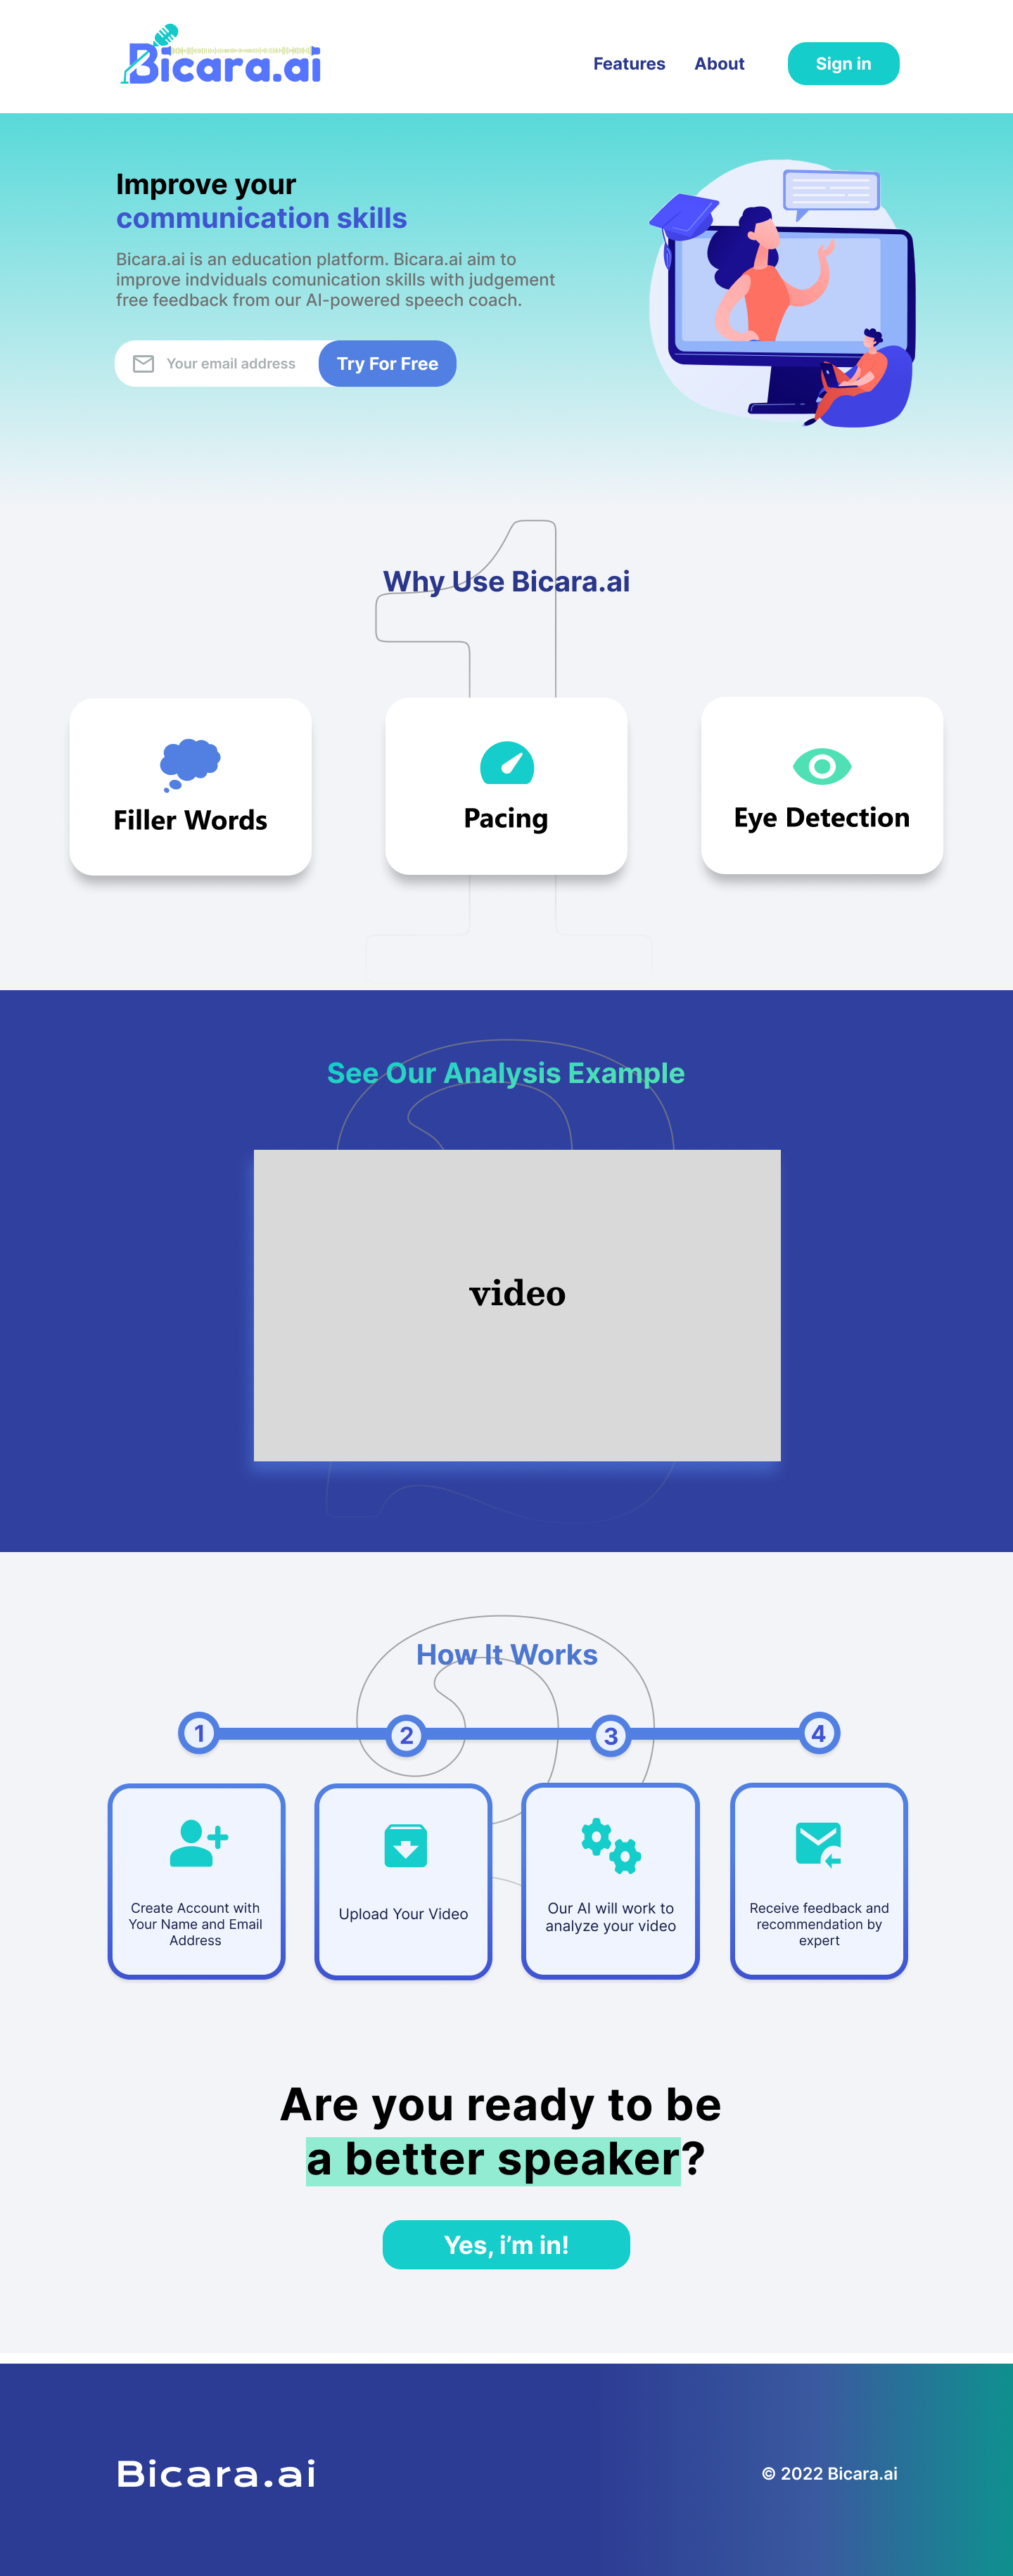 Bicara.ai
Features
About
Sign in
Improve your
communication skills
Bicara.ai is an education platform. Bicara.ai aim to
improve indviduals comunication skills with judgement
free feedback from our AI-powered speech coach.
Your email address
Try For Free
1
Why Use Bicara.ai
Filler Words
Pacing
Eye Detection
2
See Our Analysis Example
video
How It Works
1
2
3
4
Create Account with
Your Name and Email
Address
Upload Your Video
Our AI will work to
analyze your video
Receive feedback and
recommendation by
expert
Are you ready to be
a better speaker?
Yes, i’m in!
Bicara.ai
© 2022 Bicara.ai